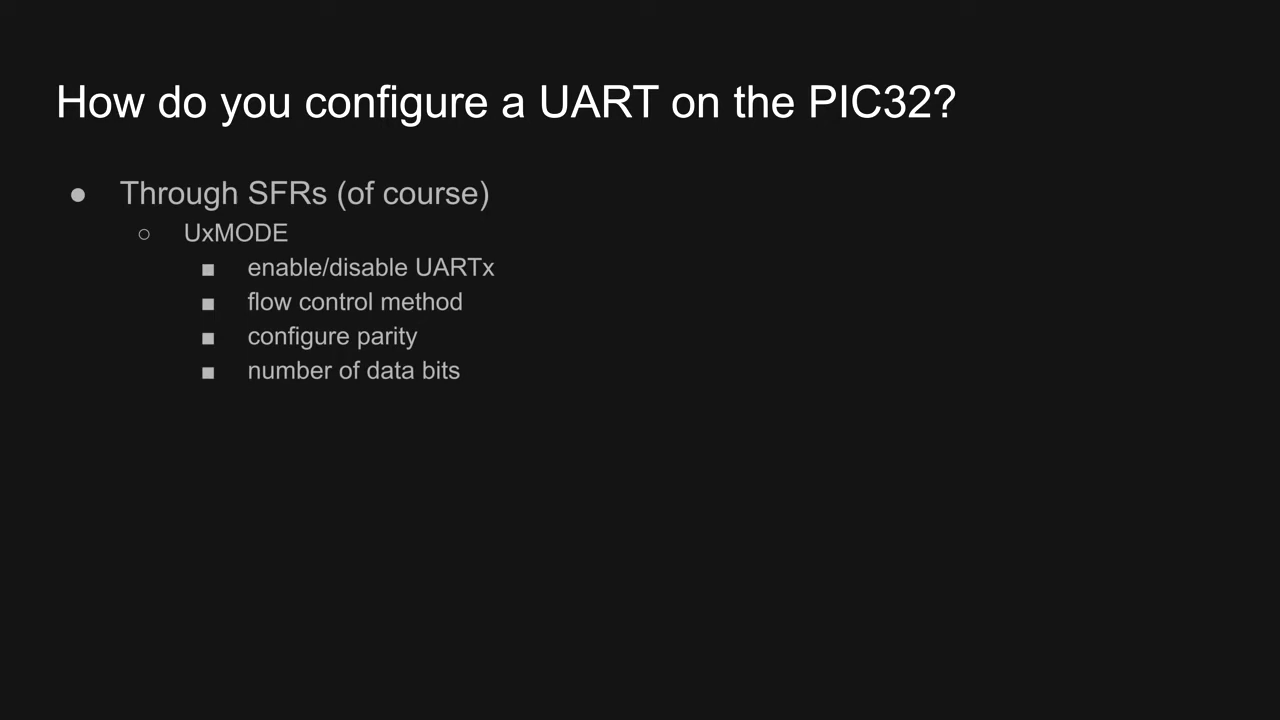 How do you configure a UART on the PIC32?
● Through SFRs (of course)
○ UxMODE
■ enable/disable UARTx
■ flow control method
■ configure parity
■ number of data bits